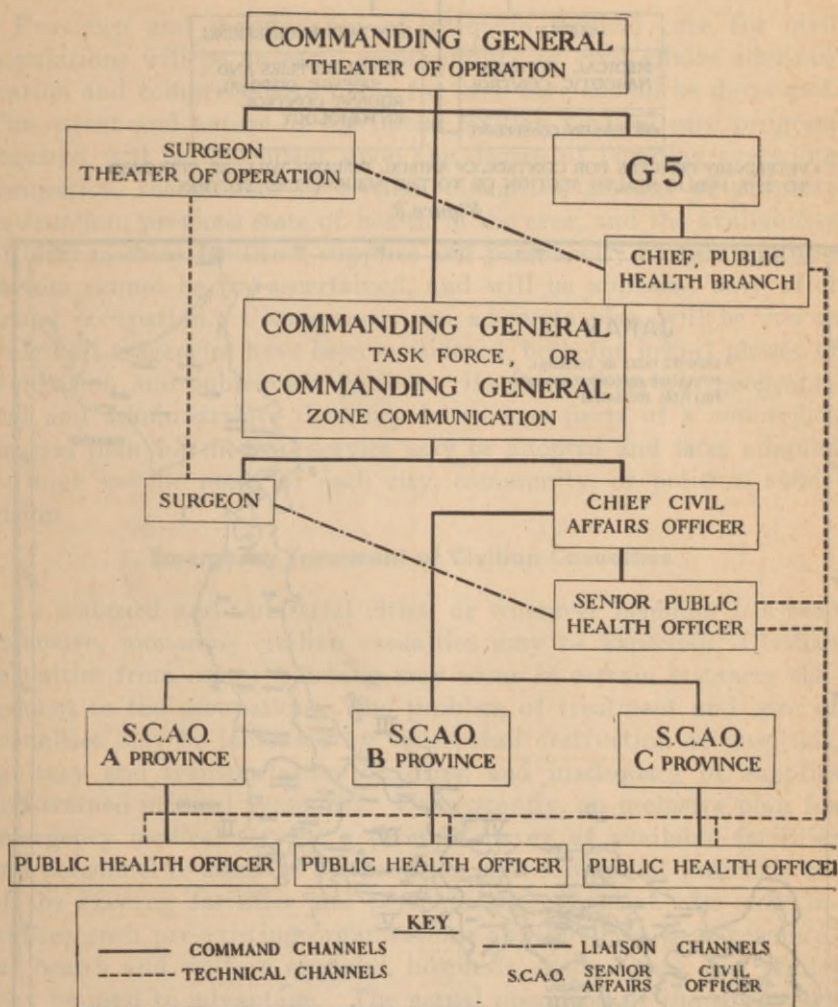 COMMANDING GENERAL
THEATER OF OPERATION
SURGEON
THEATER OF OPERATION
G5
CHIEF, PUBLIC
HEALTH BRANCH
COMMANDING GENERAL
TASK FORCE, OR
COMMANDING GENERAL
ZONE COMMUNICATION
SURGEON
CHIEF CIVIL
AFFAIRS OFFICER
SENIOR PUBLIC
HEALTH OFFICER
S.C.A.O.
A PROVINCE
S.C.A.O.
B PROVINCE
S.C.A.O.
C PROVINCE
PUBLIC HEALTH OFFICER
PUBLIC HEALTH OFFICER
PUBLIC HEALTH OFFICE
KEY
COMMAND CHANNELS
TECHNICAL CHANNELS
LIAISON CHANNELS
S.C.A.O. SENIOR CIVIL
AFFAIRS OFFICER